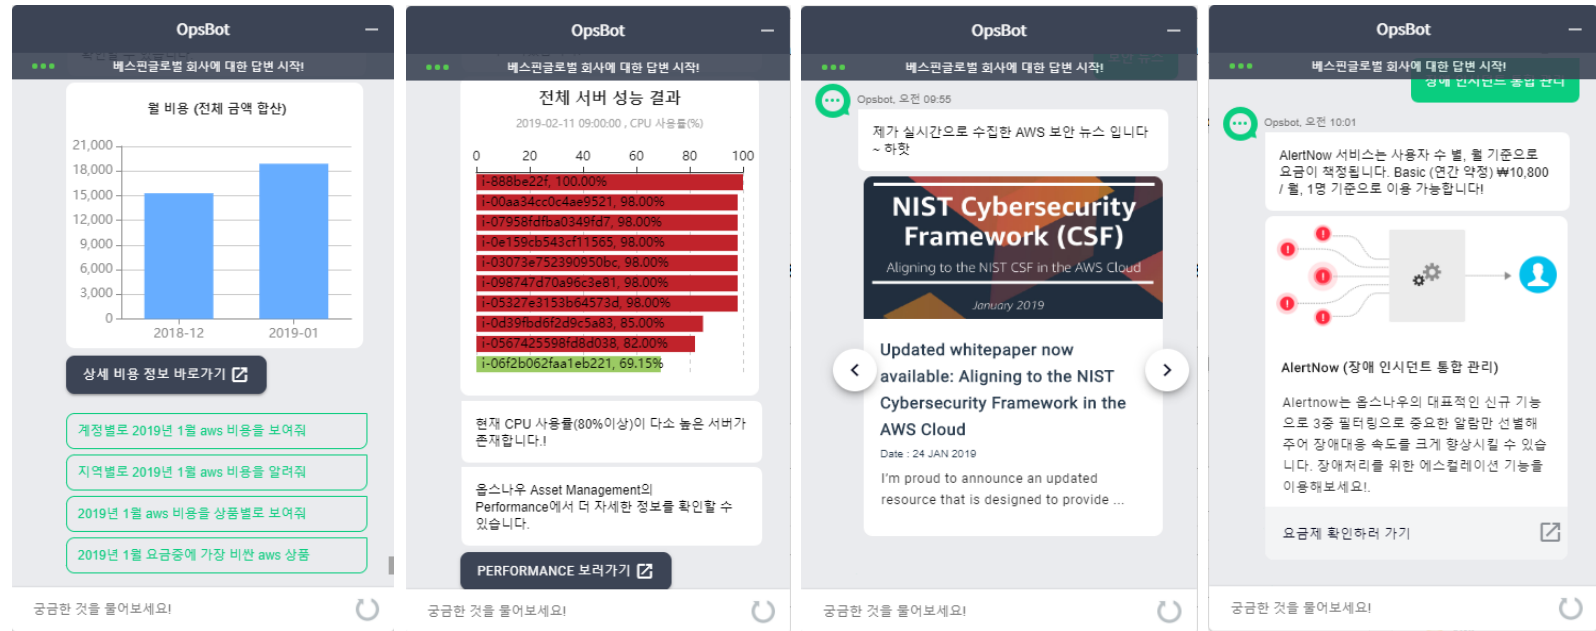 OpsBot
베스핀글로벌 회사에 대한 답변 시작!
월 비용 (전체 금액 합산)
21,000
18,000
15,000
12,000
9,000
6,000
3,000
0
2018-12
2019-01
상세 비용 정보 바로가기
계정별로 2019년 1월 aws 비용을 보여줘
지역별로 2019년 1월 aws 비용을 알려줘
2019년 1월 aws 비용을 상품별로 보여줘
2019년 1월 요금중에 가장 비싼 aws 상품
궁금한 것을 물어보세요!
OpsBot
베스핀글로벌 회사에 대한 답변 시작!
전체 서버 성능 결과
2019-02-11 09:00:00 , CPU 사용률(%)
0 20 40 60 80 100
i-888be22f, 100.00%
i-00aa34cc0c4ae9521, 98.00%
i-07958fdfba0349fd7, 98.00%
i-0e159cb543cf11565, 98.00%
i-03073e752390950bc, 98.00%
i-098747d70a96c3e81, 98.00%
i-05327e3153b64573d, 98.00%
i-0d39fbd6f2d9c5a83, 85.00%
i-0567425598fd8d038, 82.00%
i-06f2b062faa1eb221, 69.15%
현재 CPU 사용률(80%이상)이 다소 높은 서버가
존재합니다.!
옵스나우 Asset Management의
Performance에서 더 자세한 정보를 확인할 수
있습니다.
PERFORMANCE 보러가기
궁금한 것을 물어보세요!
OpsBot
베스핀글로벌 회사에 대한 답변 시작!
보안 뉴스
Opsbot, 오전 09:55
제가 실시간으로 수집한 AWS 보안 뉴스 입니다
~ 하핫
NIST Cybersecurity
Framework (CSF)
Aligning to the NIST CSF in the AWS Cloud
January 2019
Updated whitepaper now
available: Aligning to the NIST
Cybersecurity Framework in the
AWS Cloud
Date : 24 JAN 2019
I'm proud to announce an updated
resource that is designed to provide ...
궁금한 것을 물어보세요!
OpsBot
베스핀글로벌 회사에 대한 답변 시작!
장애 인시던트 통합 관리
Opsbot, 오전 10:01
AlertNow 서비스는 사용자 수 별, 월 기준으로
요금이 책정됩니다. Basic (연간 약정) ₩10,800
/ 월, 1명 기준으로 이용 가능합니다!
AlertNow (장애 인시던트 통합 관리)
Alertnow는 옵스나우의 대표적인 신규 기능
으로 3중 필터링으로 중요한 알람만 선별해
주어 장애대응 속도를 크게 향상시킬 수 있습
니다. 장애처리를 위한 에스컬레이션 기능을
이용해보세요!.
요금제 확인하러 가기
궁금한 것을 물어보세요!